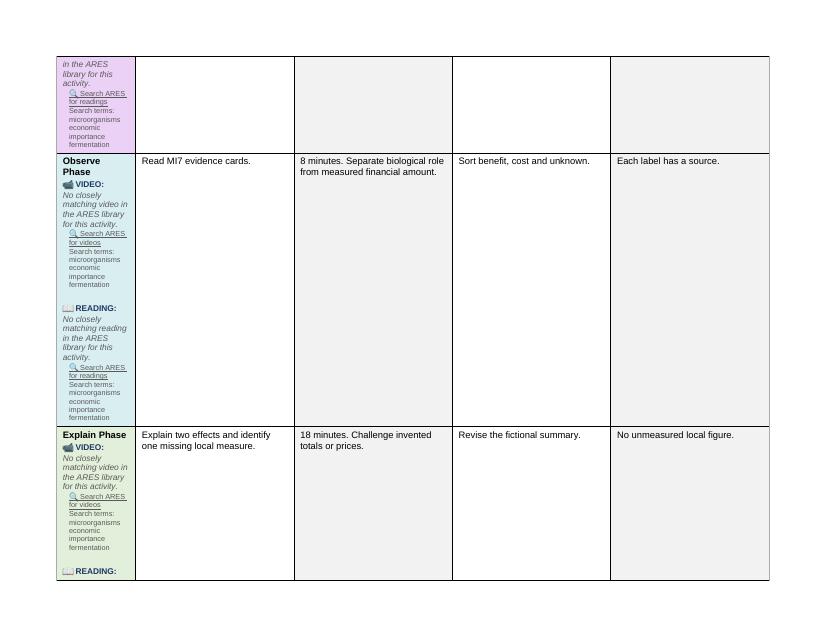 in the ARES
library for this
activity.
🔍 Search ARES
for readings
Search terms:
microorganisms
economic
importance
fermentation
Observe
Phase
📹 VIDEO:
No closely
matching video in
the ARES library
for this activity.
🔍 Search ARES
for videos
Search terms:
microorganisms
economic
importance
fermentation
📖 READING:
No closely
matching reading
in the ARES
library for this
activity.
🔍 Search ARES
for readings
Search terms:
microorganisms
economic
importance
fermentation
Read MI7 evidence cards.
8 minutes. Separate biological role
from measured financial amount.
Sort benefit, cost and unknown.
Each label has a source.
Explain Phase
📹 VIDEO:
No closely
matching video in
the ARES library
for this activity.
🔍 Search ARES
for videos
Search terms:
microorganisms
economic
importance
fermentation
📖 READING:
Explain two effects and identify
one missing local measure.
18 minutes. Challenge invented
totals or prices.
Revise the fictional summary.
No unmeasured local figure.